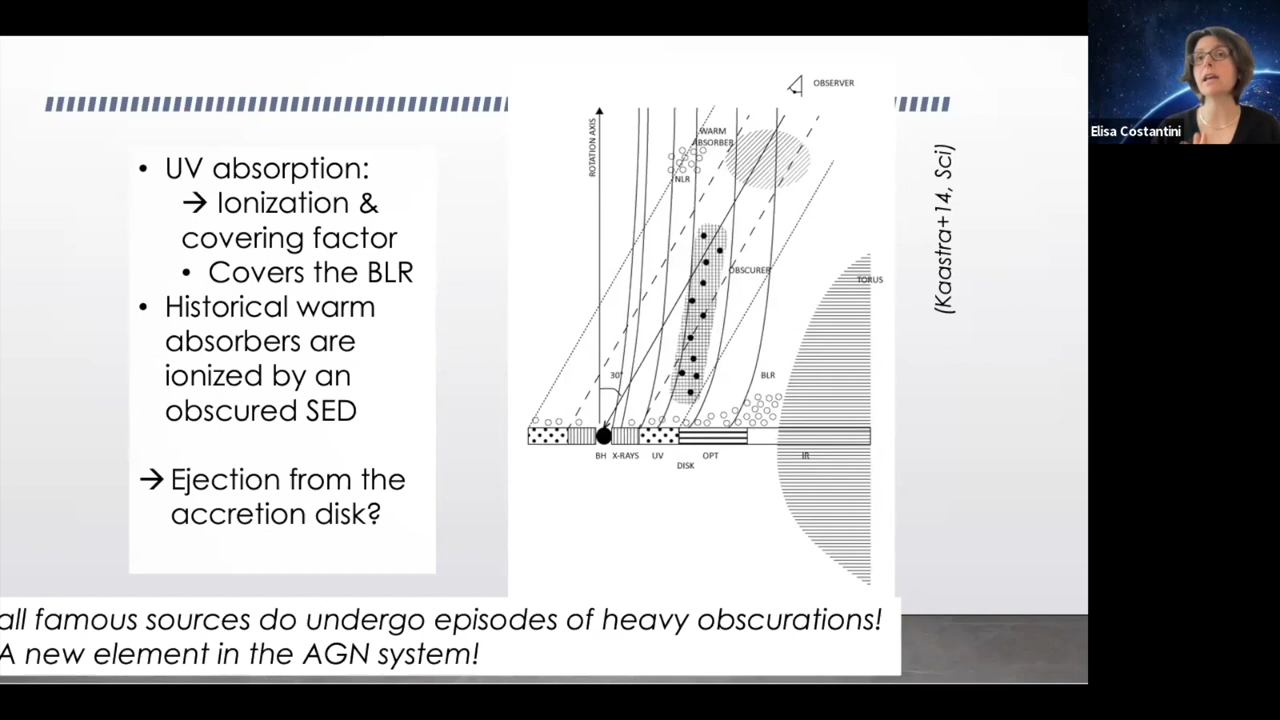 • UV absorption:
→ Ionization &
covering factor
• Covers the BLR
• Historical warm
absorbers are
ionized by an
obscured SED
→ Ejection from the
accretion disk?
OBSERVER
ROTATION AXIS
WARM
ABSORBER
NLR
OBSCURER
TORUS
30°
BLR
BH X-RAYS UV OPT IR
DISK
(Kaastra+14, Sci)
all famous sources do undergo episodes of heavy obscurations!
A new element in the AGN system!
Elisa Costantini